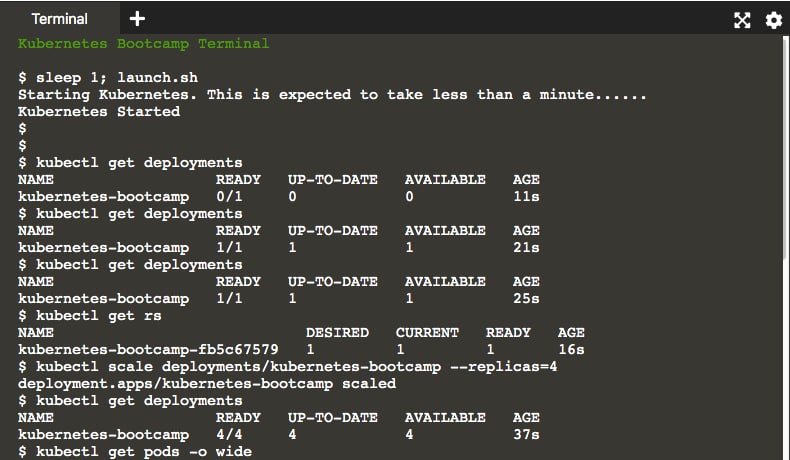 Terminal
Kubernetes Bootcamp Terminal
$ sleep 1; launch.sh
Starting Kubernetes. This is expected to take less than a minute......
Kubernetes Started
$
$
$ kubectl get deployments
NAME READY UP-TO-DATE AVAILABLE AGE
kubernetes-bootcamp 0/1 0 0 11s
$ kubectl get deployments
NAME READY UP-TO-DATE AVAILABLE AGE
kubernetes-bootcamp 1/1 1 1 21s
$ kubectl get deployments
NAME READY UP-TO-DATE AVAILABLE AGE
kubernetes-bootcamp 1/1 1 1 25s
$ kubectl get rs
NAME DESIRED CURRENT READY AGE
kubernetes-bootcamp-fb5c67579 1 1 1 16s
$ kubectl scale deployments/kubernetes-bootcamp --replicas=4
deployment.apps/kubernetes-bootcamp scaled
$ kubectl get deployments
NAME READY UP-TO-DATE AVAILABLE AGE
kubernetes-bootcamp 4/4 4 4 37s
$ kubectl get pods -o wide